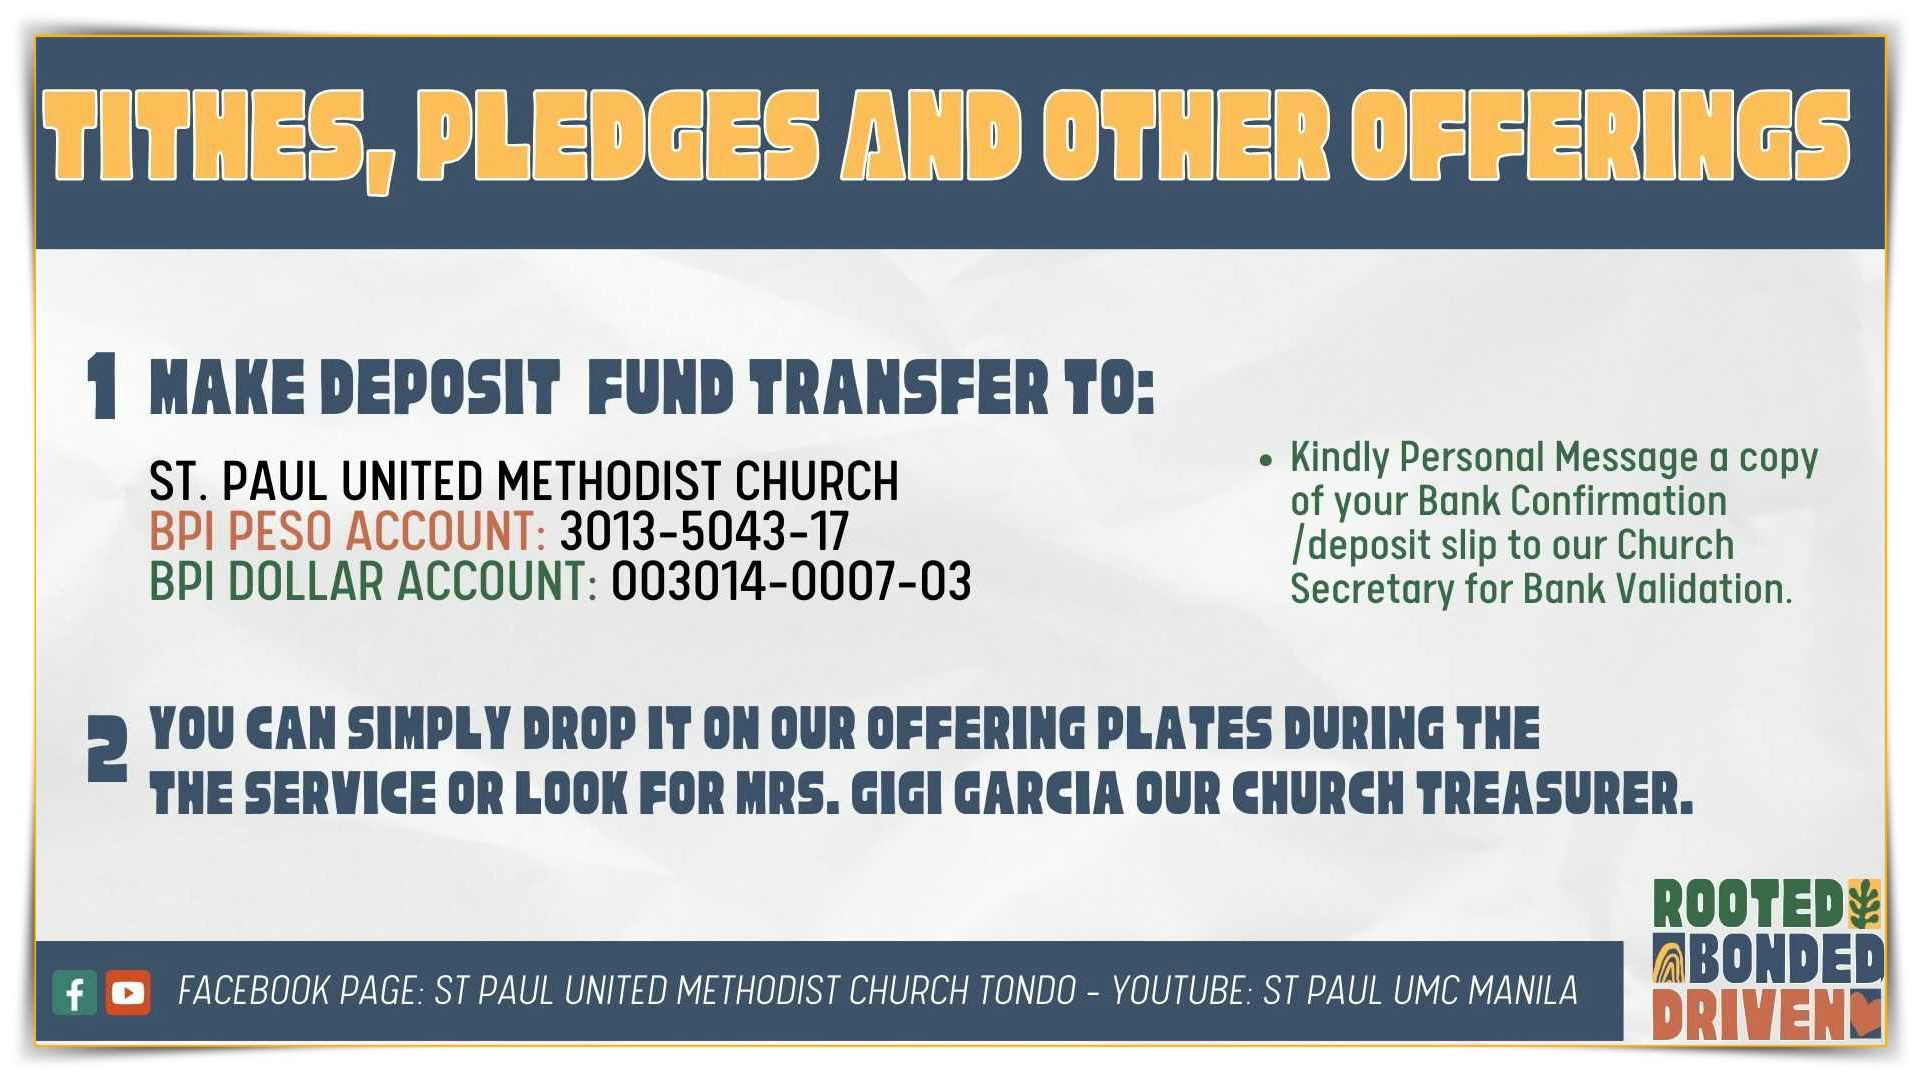 TITHES, PLEDGES AND OTHER OFFERINGS
1 MAKE DEPOSIT FUND TRANSFER TO:
ST. PAUL UNITED METHODIST CHURCH
BPI PESO ACCOUNT: 3013-5043-17
BPI DOLLAR ACCOUNT: 003014-0007-03
• Kindly Personal Message a copy
of your Bank Confirmation
/deposit slip to our Church
Secretary for Bank Validation.
2 YOU CAN SIMPLY DROP IT ON OUR OFFERING PLATES DURING THE
THE SERVICE OR LOOK FOR MRS. GIGI GARCIA OUR CHURCH TREASURER.
FACEBOOK PAGE: ST PAUL UNITED METHODIST CHURCH TONDO - YOUTUBE: ST PAUL UMC MANILA
ROOTED
BONDED
DRIVEN